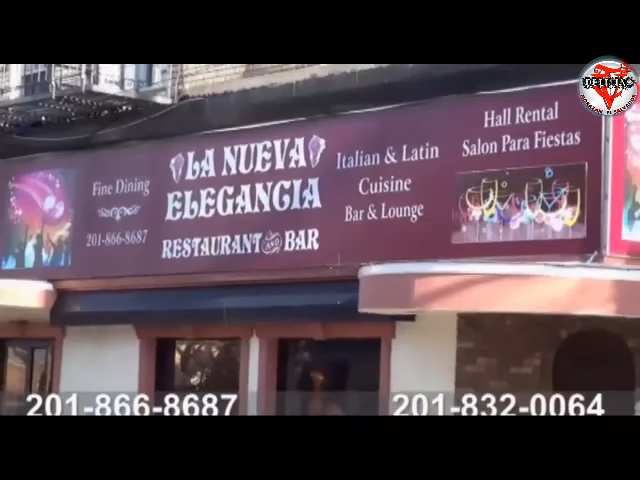 Fine Dining
201-866-8687
LA NUEVA
ELEGANCIA
RESTAURANT AND BAR
Italian & Latin
Cuisine
Bar & Lounge
Hall Rental
Salon Para Fiestas
201-866-8687
201-832-0064